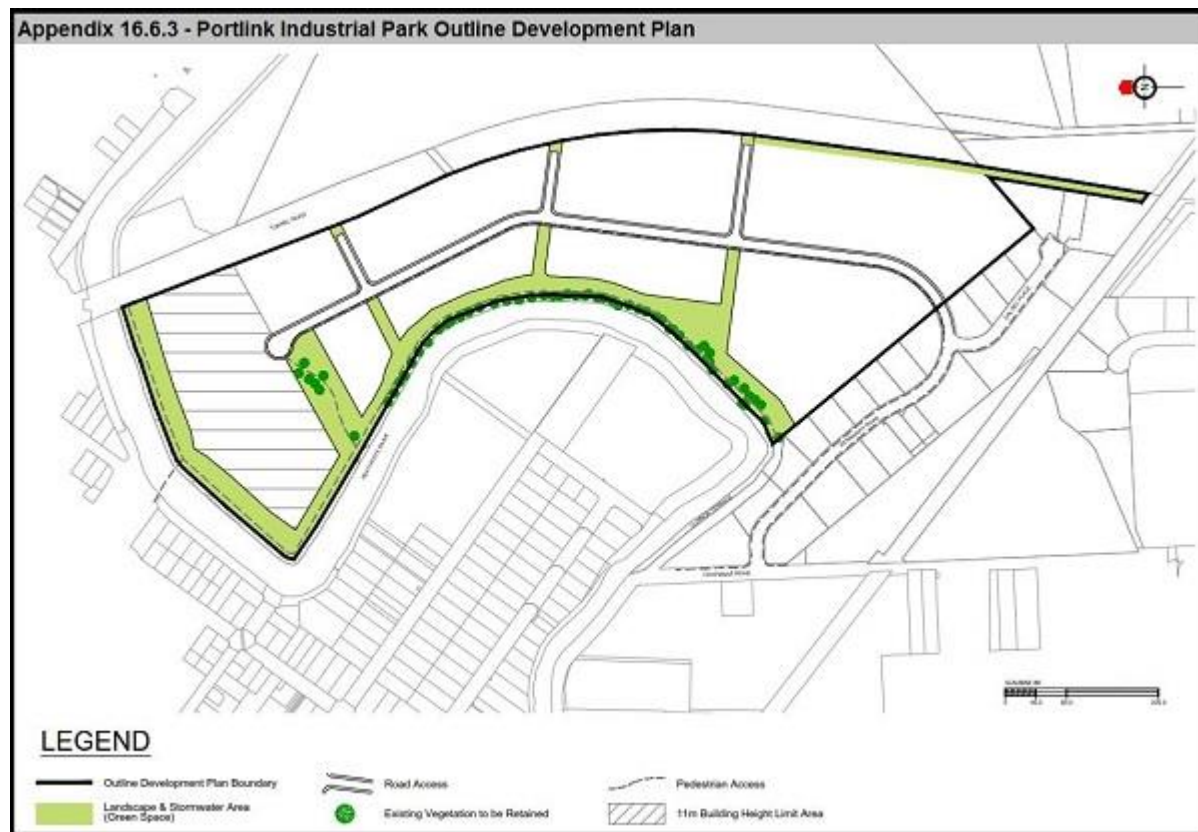 Appendix 16.6.3 - Portlink Industrial Park Outline Development Plan
N
LEGEND
Outline Development Plan Boundary
Road Access
Pedestrian Access
Landscape & Stormwater Area
(Green Space)
Existing Vegetation to be Retained
11m Building Height Limit Area